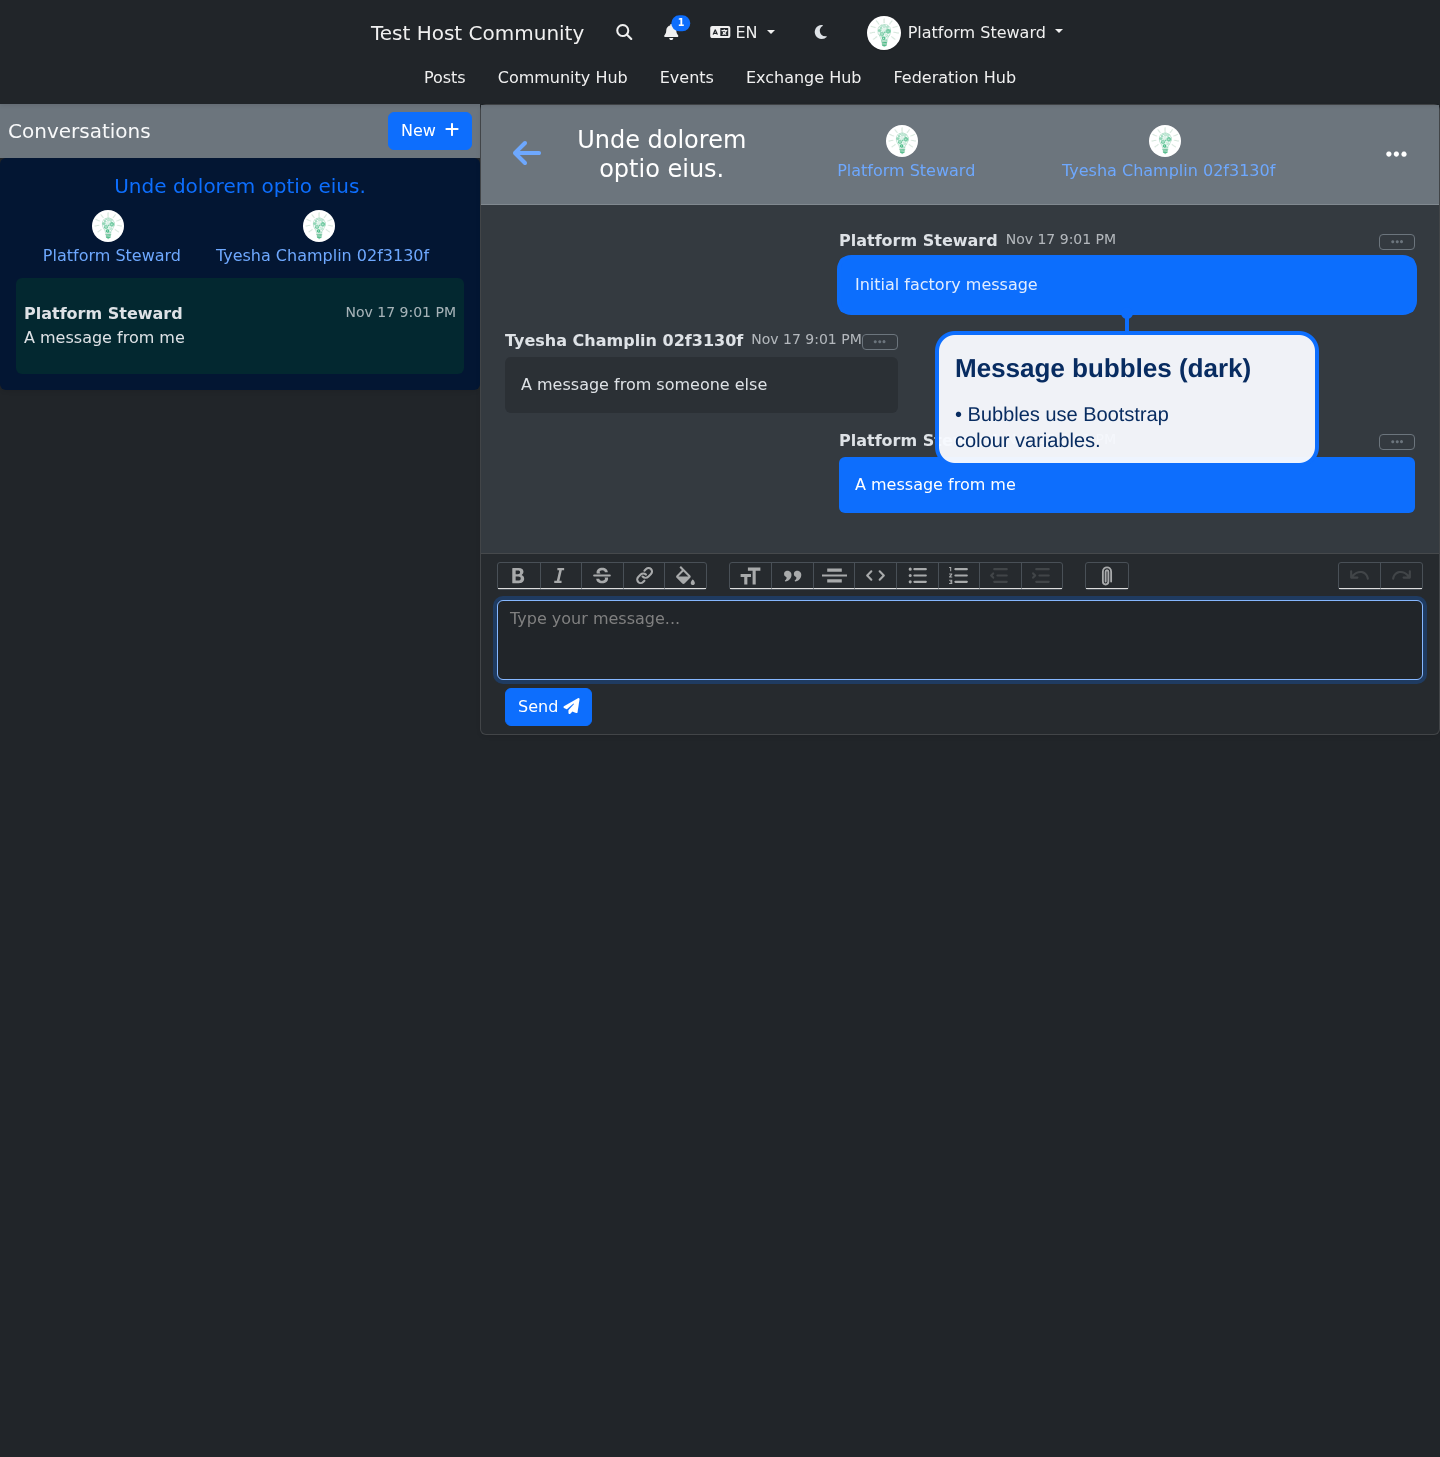 Test Host Community
1
EN
Platform Steward
Posts
Community Hub
Events
Exchange Hub
Federation Hub
Conversations
New
Unde dolorem optio eius.
Platform Steward
Tyesha Champlin 02f3130f
Platform Steward
Nov 17 9:01 PM
A message from me
Unde dolorem
optio eius.
Platform Steward
Tyesha Champlin 02f3130f
Platform Steward Nov 17 9:01 PM
Initial factory message
Tyesha Champlin 02f3130f Nov 17 9:01 PM
A message from someone else
Message bubbles (dark)
• Bubbles use Bootstrap
colour variables.
Platform
A message from me
Type your message...
Send